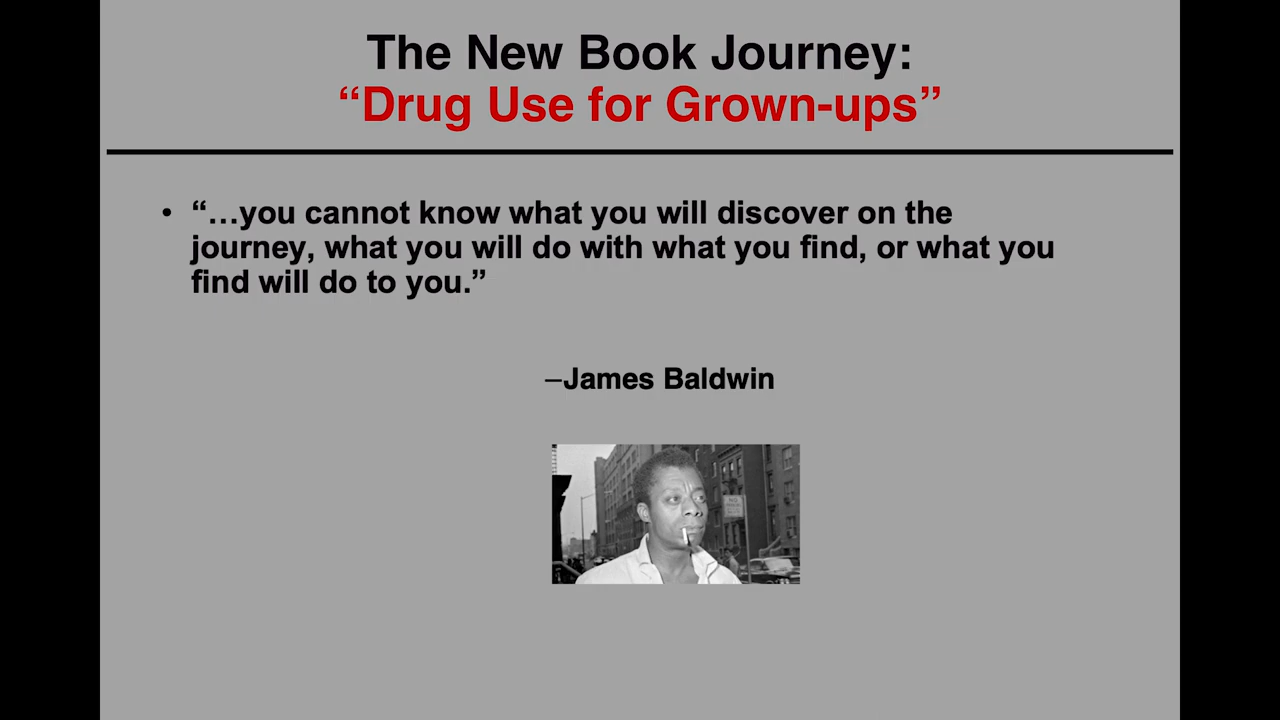 The New Book Journey:
“Drug Use for Grown-ups”
• “…you cannot know what you will discover on the
journey, what you will do with what you find, or what you
find will do to you.”
–James Baldwin
NO